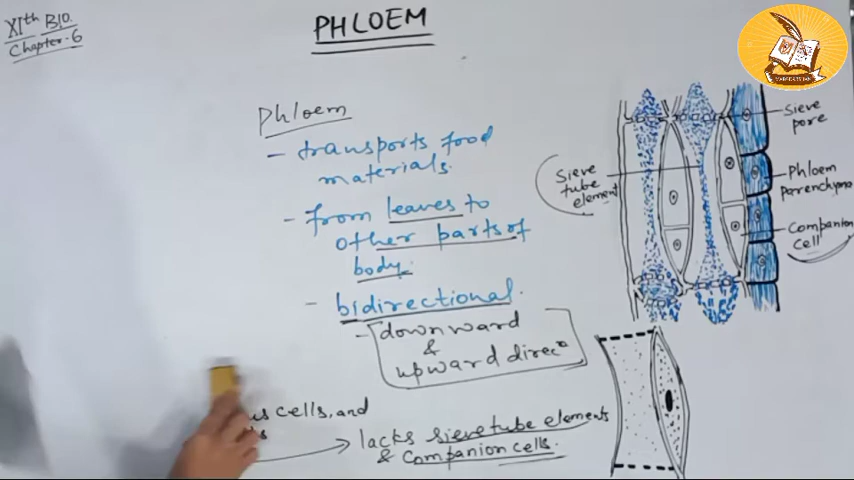 XIth BIO.
Chapter-6
PHLOEM
Phloem
- transports food
materials.
- from leaves to
other parts of
body.
- bidirectional.
- downward
&
upward direcn
cells, and
lacks sieve tube elements
& companion cells.
Sieve
tube
element
Sieve
pore
Phloem
parenchyma
Companion
cell